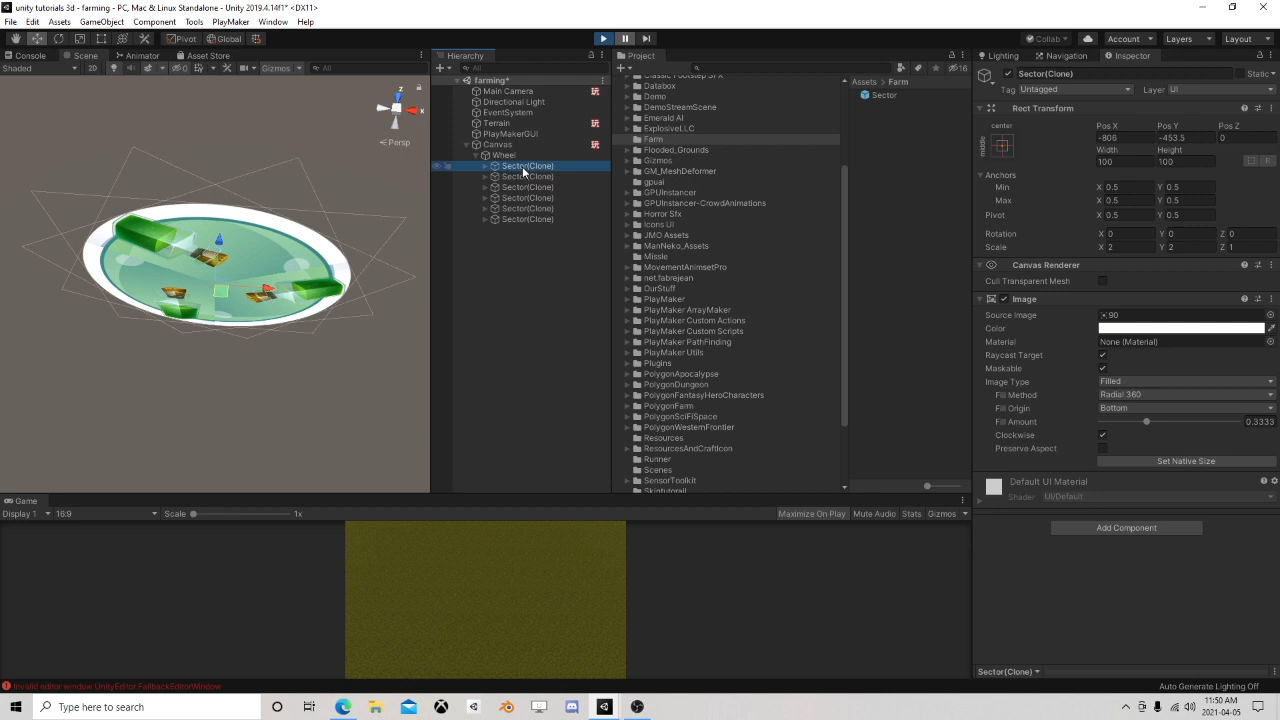 unity tutorials 3d - farming - PC, Mac & Linux Standalone - Unity 2019.4.14f1* <DX11>
File Edit Assets GameObject Component Tools PlayMaker Window Help
Pivot Global Collab Account Layers Layout
Console Scene Animator Asset Store
Shaded 2D 0 Gizmos All
Z
X
Persp
Hierarchy
All
farming*
Main Camera
Directional Light
EventSystem
Terrain
PlayMakerGUI
Canvas
Wheel
Sector(Clone)
Sector(Clone)
Sector(Clone)
Sector(Clone)
Sector(Clone)
Sector(Clone)
Project
16
Databox
Demo
DemoStreamScene
Emerald AI
ExplosiveLLC
Farm
Flooded_Grounds
Gizmos
GM_MeshDeformer
gpuai
GPUInstancer
GPUInstancer-CrowdAnimations
Horror Sfx
Icons UI
JMO Assets
ManNeko_Assets
Missle
MovementAnimsetPro
net.fabrejean
OurStuff
PlayMaker
PlayMaker ArrayMaker
PlayMaker Custom Actions
PlayMaker Custom Scripts
PlayMaker PathFinding
PlayMaker Utils
Plugins
PolygonApocalypse
PolygonDungeon
PolygonFantasyHeroCharacters
PolygonFarm
PolygonSciFiSpace
PolygonWesternFrontier
Resources
ResourcesAndCraftIcon
Runner
Scenes
SensorToolkit
Skintutorail
Assets > Farm
Sector
Lighting Navigation Inspector
Sector(Clone) Static
Tag Untagged Layer UI
Rect Transform
center Pos X Pos Y Pos Z
middle -806 -453.5 0
Width Height
100 100
Anchors
Min X 0.5 Y 0.5
Max X 0.5 Y 0.5
Pivot X 0.5 Y 0.5
Rotation X 0 Y 0 Z 0
Scale X 2 Y 2 Z 1
Canvas Renderer
Cull Transparent Mesh
Image
Source Image 90
Color
Material None (Material)
Raycast Target
Maskable
Image Type Filled
Fill Method Radial 360
Fill Origin Bottom
Fill Amount 0.3333
Clockwise
Preserve Aspect
Set Native Size
Default UI Material
Shader UI/Default
Add Component
Sector(Clone)
Game
Display 1 16:9 Scale 1x Maximize On Play Mute Audio Stats Gizmos
Invalid editor window UnityEditor.FallbackEditorWindow
Auto Generate Lighting Off
Type here to search
11:50 AM
2021-04-05